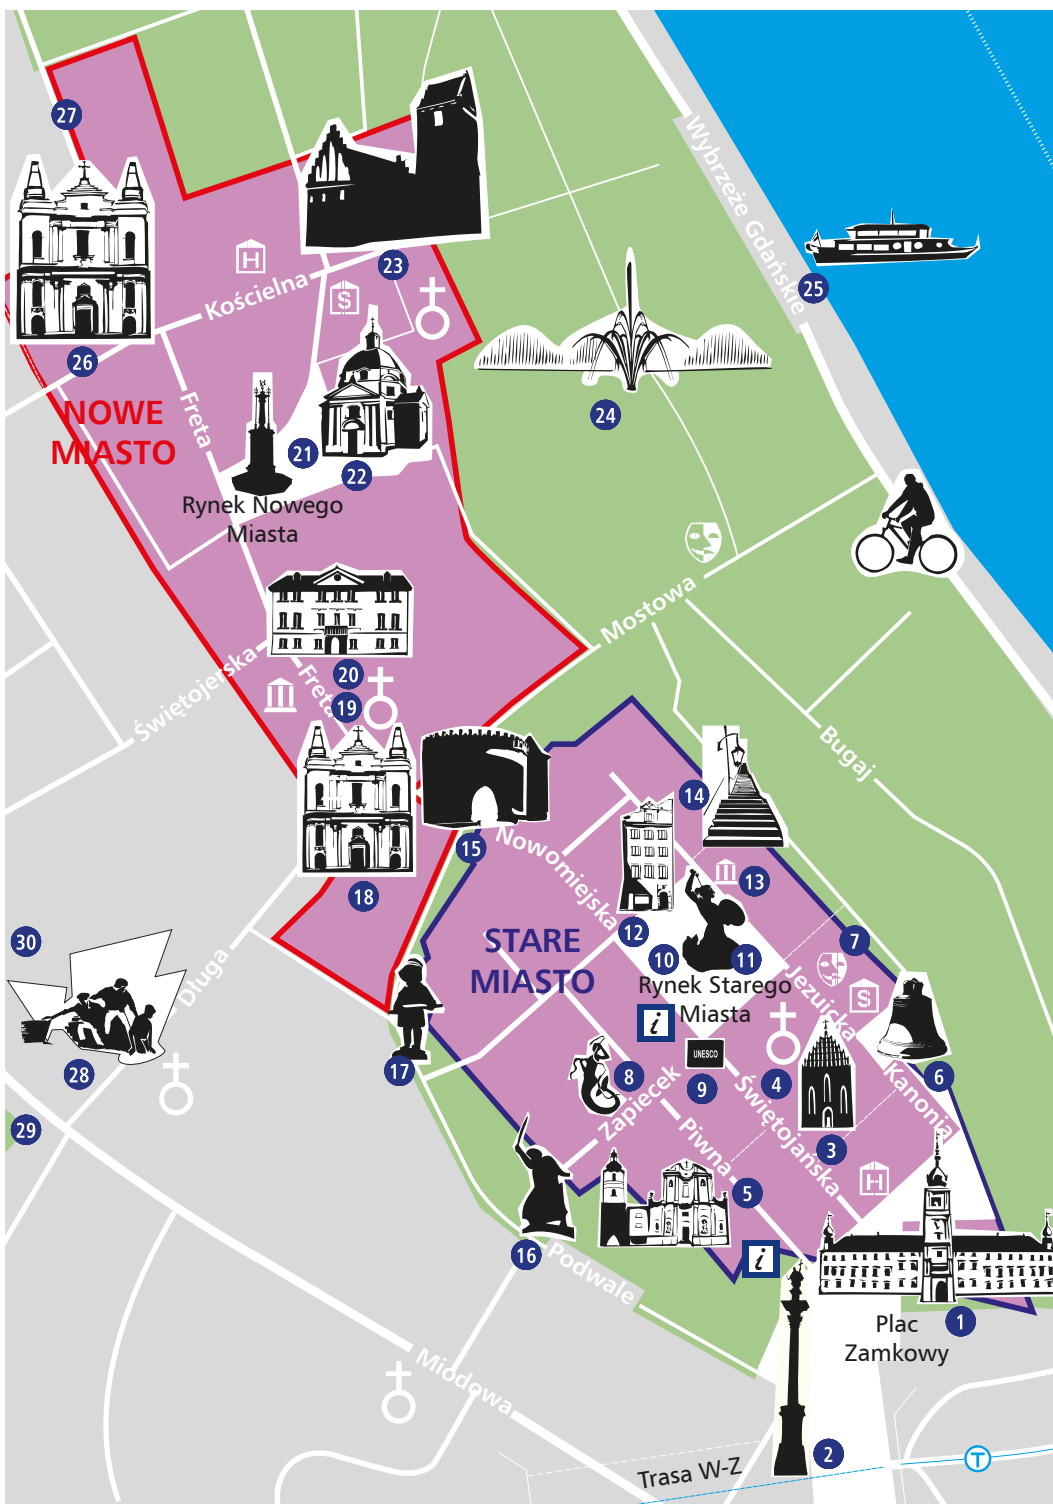 27
Wybrzeże Gdańskie
H
23
Kościelna
S
25
26
24
NOWE
MIASTO
Freta
21
22
Rynek Nowego
Miasta
Mostowa
20
Świętojerska
Freta
19
Bugaj
14
15
Nowomiejska
13
18
12
STARE
MIASTO
30
10
11
7
Rynek Starego
Miasta
Jezuicka
S
Długa
i
UNESCO
28
17
8
9
4
6
Zapiecek
Kanonia
29
Piwna
Świętojańska
3
H
5
16
Podwale
i
1
Plac
Zamkowy
Miodowa
2
Trasa W-Z
T